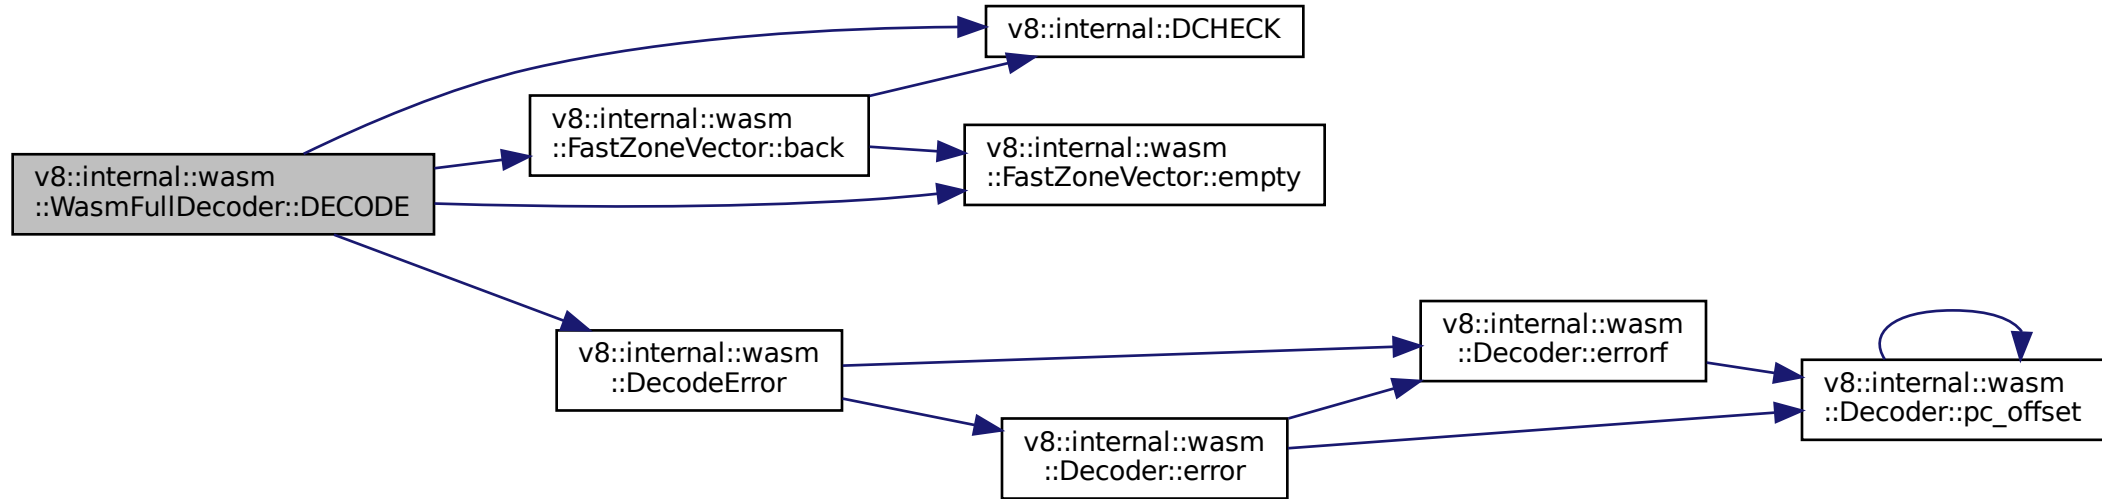 v8::internal::DCHECK
v8::internal::wasm
::FastZoneVector::back
v8::internal::wasm
::FastZoneVector::empty
v8::internal::wasm
::WasmFullDecoder::DECODE
v8::internal::wasm
::DecodeError
v8::internal::wasm
::Decoder::errorf
v8::internal::wasm
::Decoder::pc_offset
v8::internal::wasm
::Decoder::error